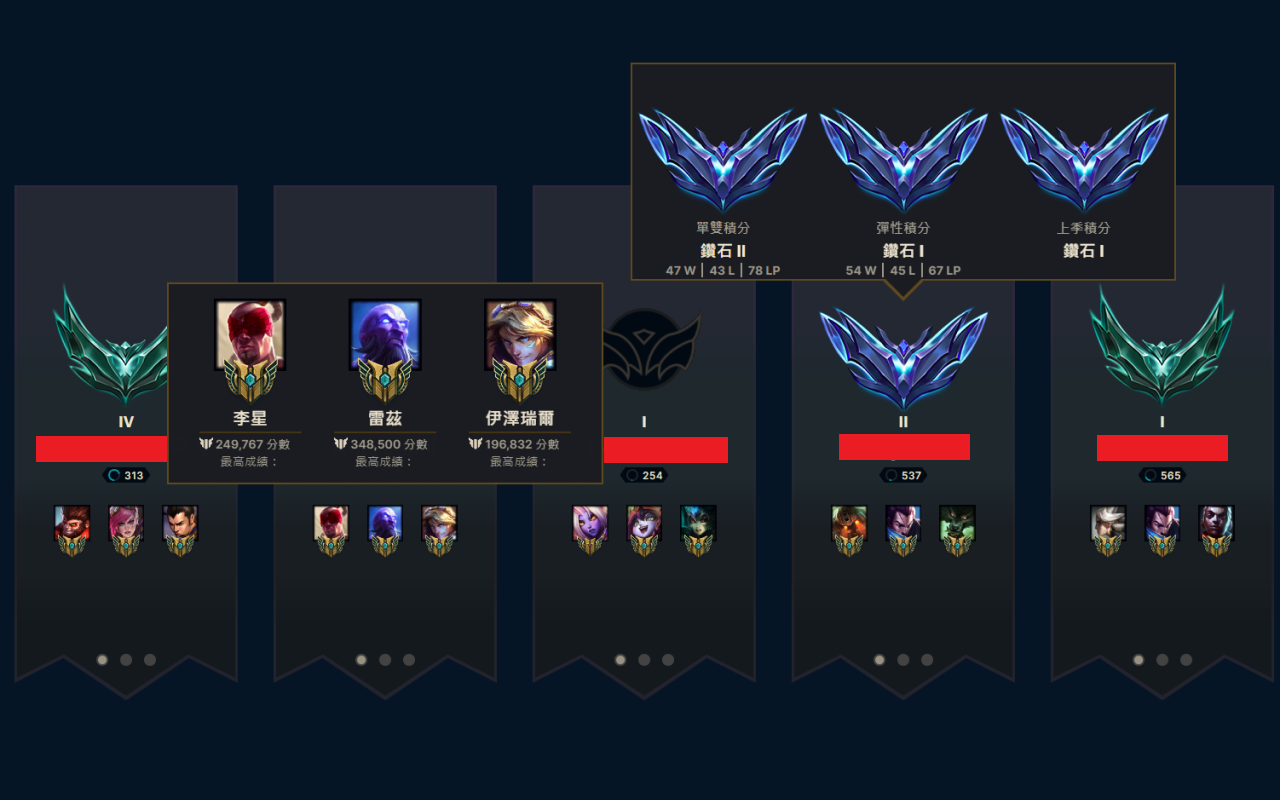 單雙積分
鑽石 II
47 W | 43 L | 78 LP
彈性積分
鑽石 I
54 W | 45 L | 67 LP
上季積分
鑽石 I
李星
249,767 分數
最高成績：
雷茲
348,500 分數
最高成績：
伊澤瑞爾
196,832 分數
最高成績：
IV
313
I
254
II
537
I
565